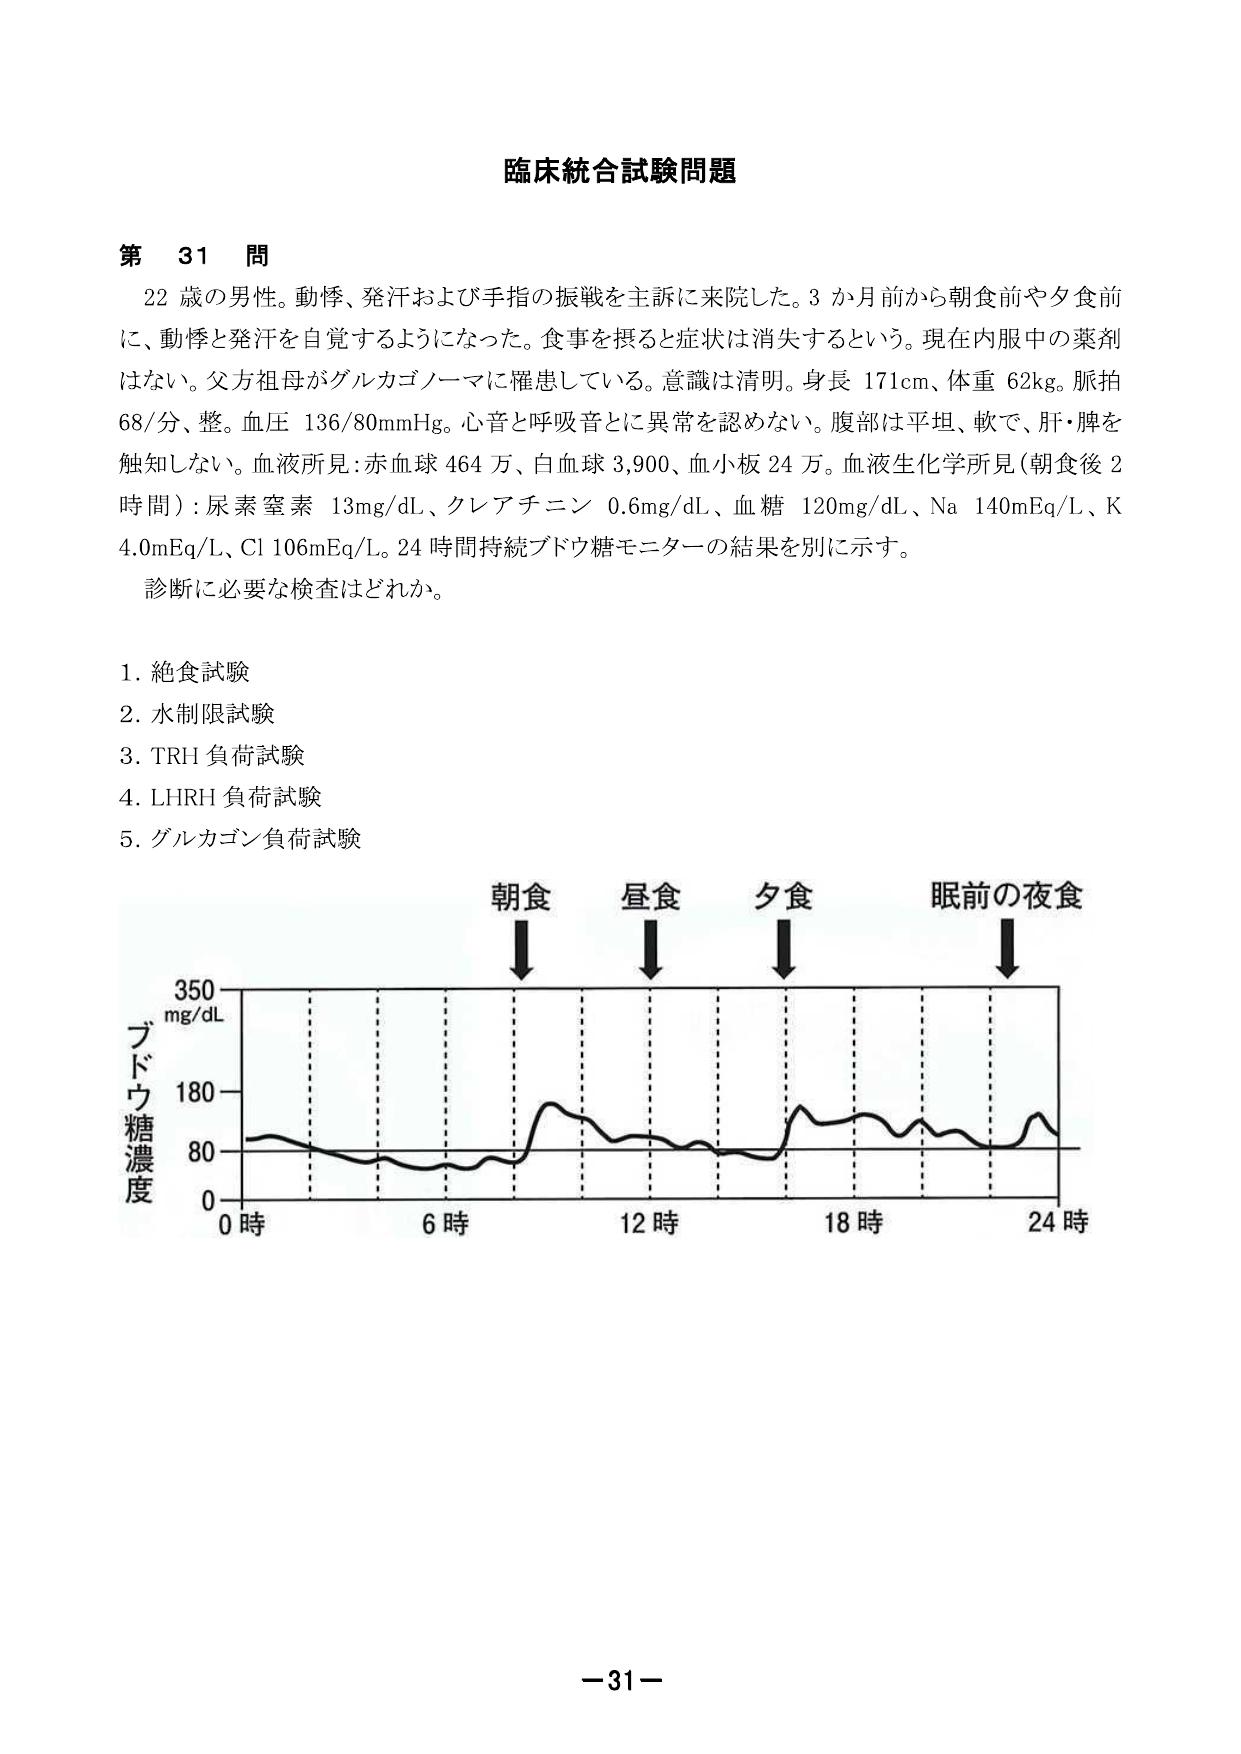 臨床統合試験問題
第 31 問
22 歳の男性。動悸、発汗および手指の振戦を主訴に来院した。3 か月前から朝食前や夕食前
に、動悸と発汗を自覚するようになった。食事を摂ると症状は消失するという。現在内服中の薬剤
はない。父方祖母がグルカゴノーマに罹患している。意識は清明。身長 171cm、体重 62kg。脈拍
68/分、整。血圧 136/80mmHg。心音と呼吸音とに異常を認めない。腹部は平坦、軟で、肝・脾を
触知しない。血液所見：赤血球 464 万、白血球 3,900、血小板 24 万。血液生化学所見（朝食後 2
時間）：尿素窒素 13mg/dL、クレアチニン 0.6mg/dL、血糖 120mg/dL、Na 140mEq/L、K
4.0mEq/L、Cl 106mEq/L。24 時間持続ブドウ糖モニターの結果を別に示す。
診断に必要な検査はどれか。
1. 絶食試験
2. 水制限試験
3. TRH 負荷試験
4. LHRH 負荷試験
5. グルカゴン負荷試験
朝食 昼食 夕食 眠前の夜食
350
mg/dL
ブドウ糖濃度
180
80
0
0時 6時 12時 18時 24時
－31－